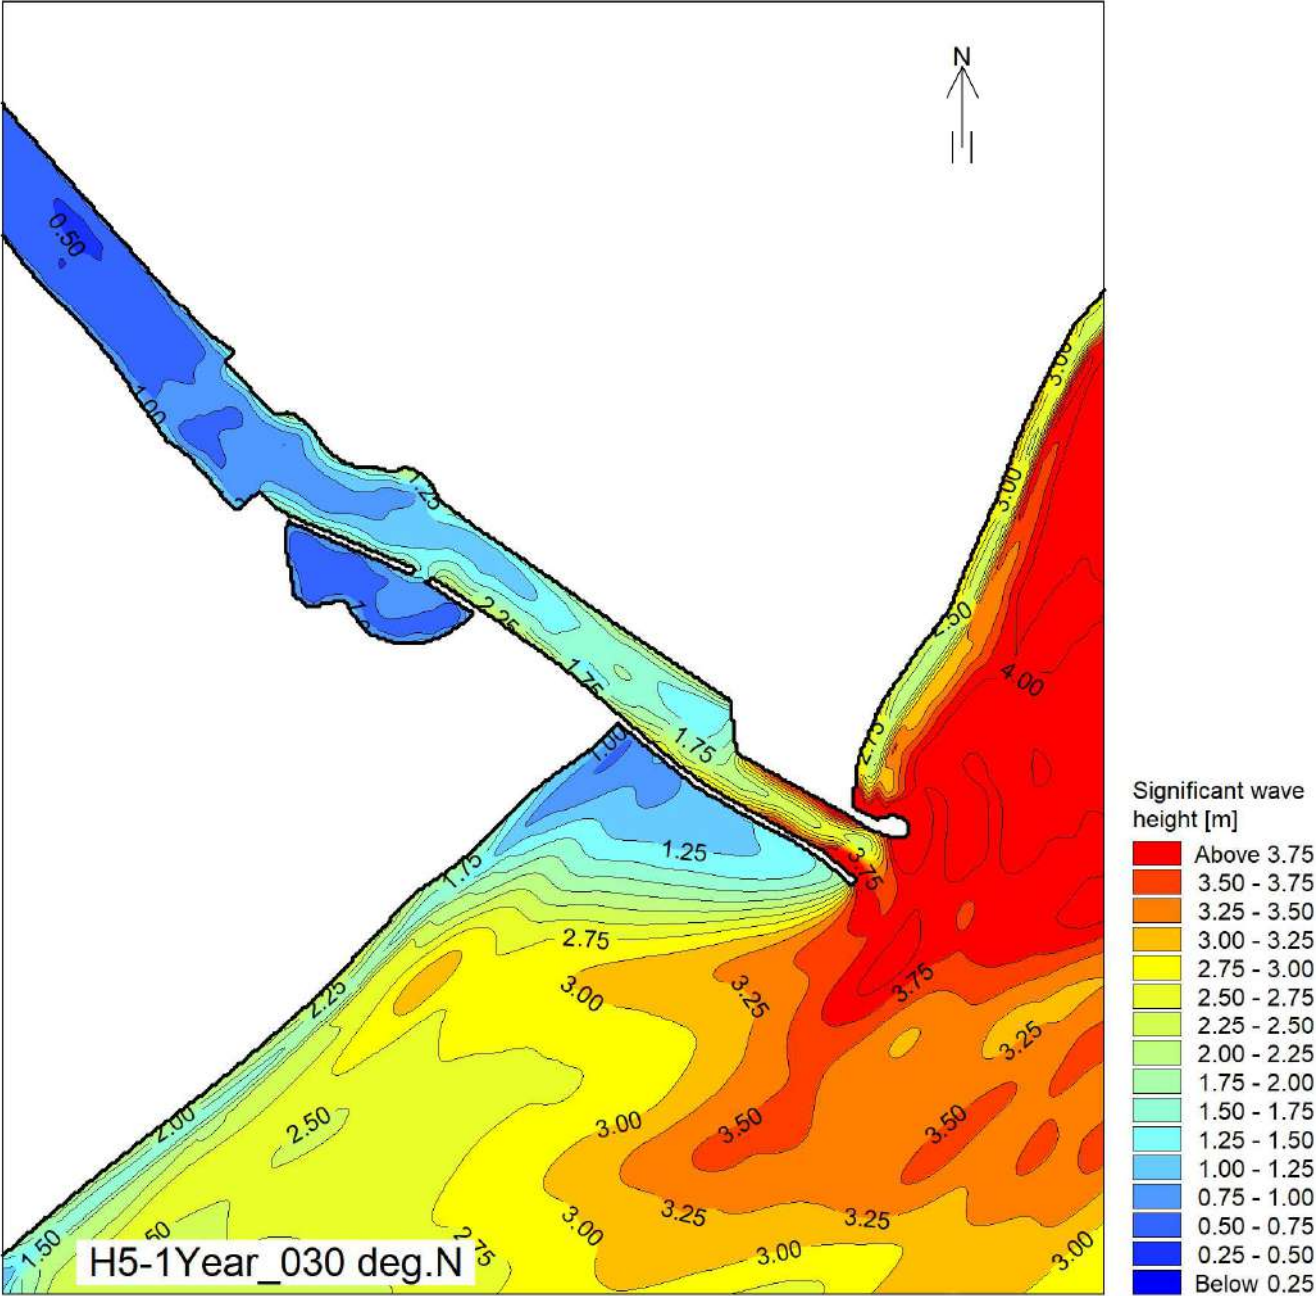 N
0.50
3.00
1.00
1.25
3.00
2.25
2.50
1.75
4.00
1.00
1.75
2.75
1.25
3.75
1.75
2.75
3.00
3.25
3.75
2.25
3.25
2.00
2.50
3.00
3.50
3.50
3.25
3.25
3.00
2.75
3.00
3.00
1.50
50
H5-1Year_030 deg.N
Significant wave
height [m]
Above 3.75
3.50 - 3.75
3.25 - 3.50
3.00 - 3.25
2.75 - 3.00
2.50 - 2.75
2.25 - 2.50
2.00 - 2.25
1.75 - 2.00
1.50 - 1.75
1.25 - 1.50
1.00 - 1.25
0.75 - 1.00
0.50 - 0.75
0.25 - 0.50
Below 0.25